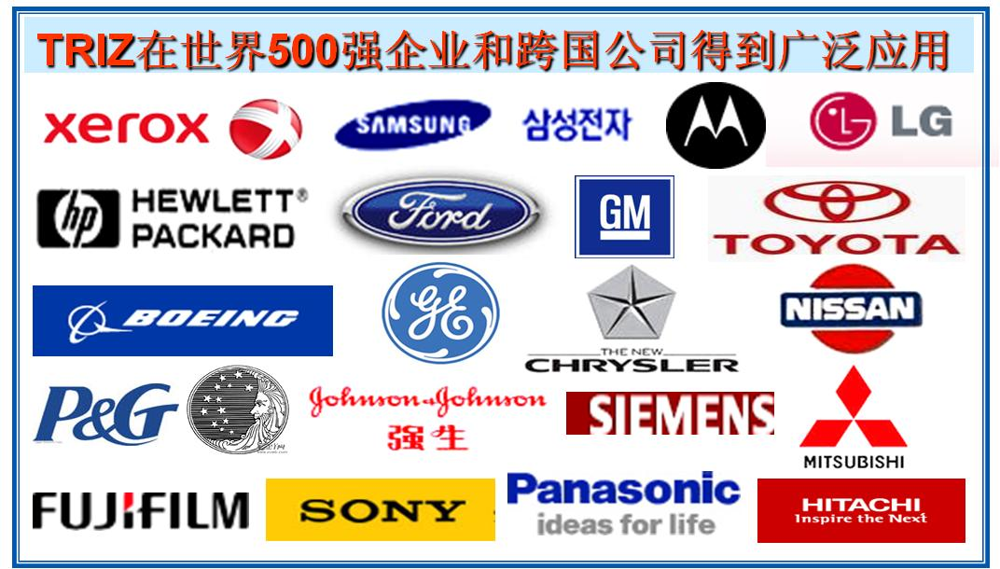 TRIZ在世界500强企业和跨国公司得到广泛应用
xerox
SAMSUNG
삼성전자
LG
hp HEWLETT®
PACKARD
Ford
GM
TOYOTA
BOEING
GE
THE NEW
CHRYSLER
NISSAN
P&G
Johnson & Johnson
强生
SIEMENS
MITSUBISHI
FUJIFILM
SONY
Panasonic
ideas for life
HITACHI
Inspire the Next